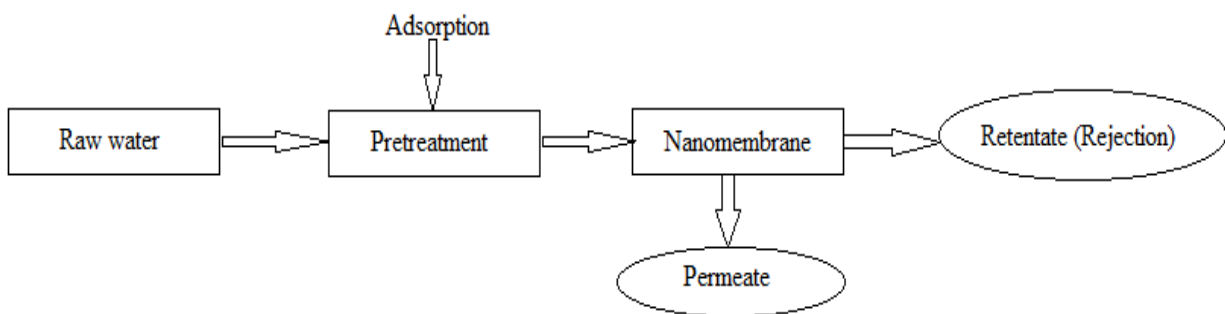 Adsorption
Raw water
Pretreatment
Nanomembrane
Retentate (Rejection)
Permeate